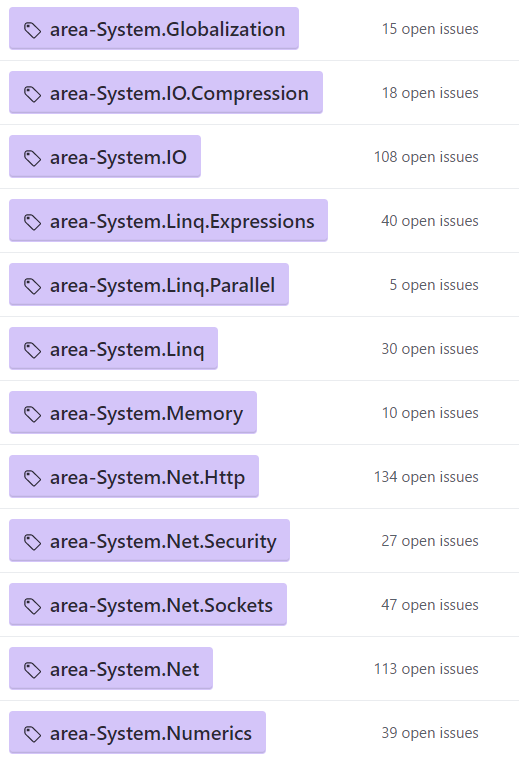 area-System.Globalization 15 open issues
area-System.IO.Compression 18 open issues
area-System.IO 108 open issues
area-System.Linq.Expressions 40 open issues
area-System.Linq.Parallel 5 open issues
area-System.Linq 30 open issues
area-System.Memory 10 open issues
area-System.Net.Http 134 open issues
area-System.Net.Security 27 open issues
area-System.Net.Sockets 47 open issues
area-System.Net 113 open issues
area-System.Numerics 39 open issues